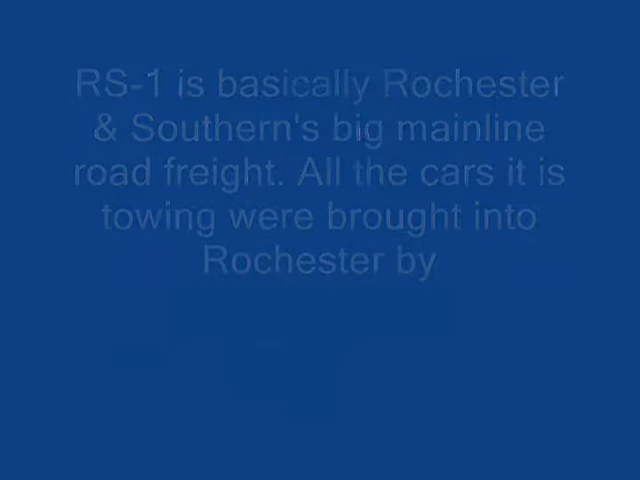 RS-1 is basically Rochester
& Southern's big mainline
road freight. All the cars it is
towing were brought into
Rochester by